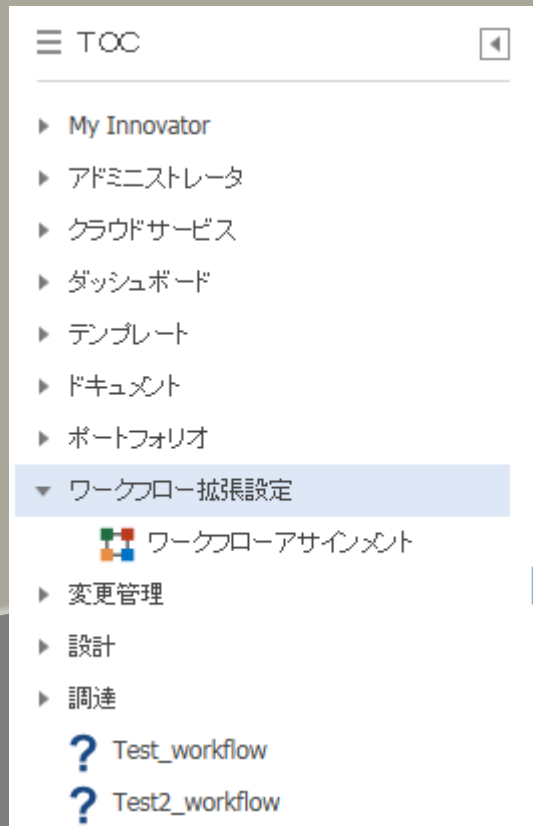 TOC
My Innovator
アドミニストレータ
クラウドサービス
ダッシュボード
テンプレート
ドキュメント
ポートフォリオ
ワークフロー拡張設定
ワークフローアサインメント
変更管理
設計
調達
Test_workflow
Test2_workflow